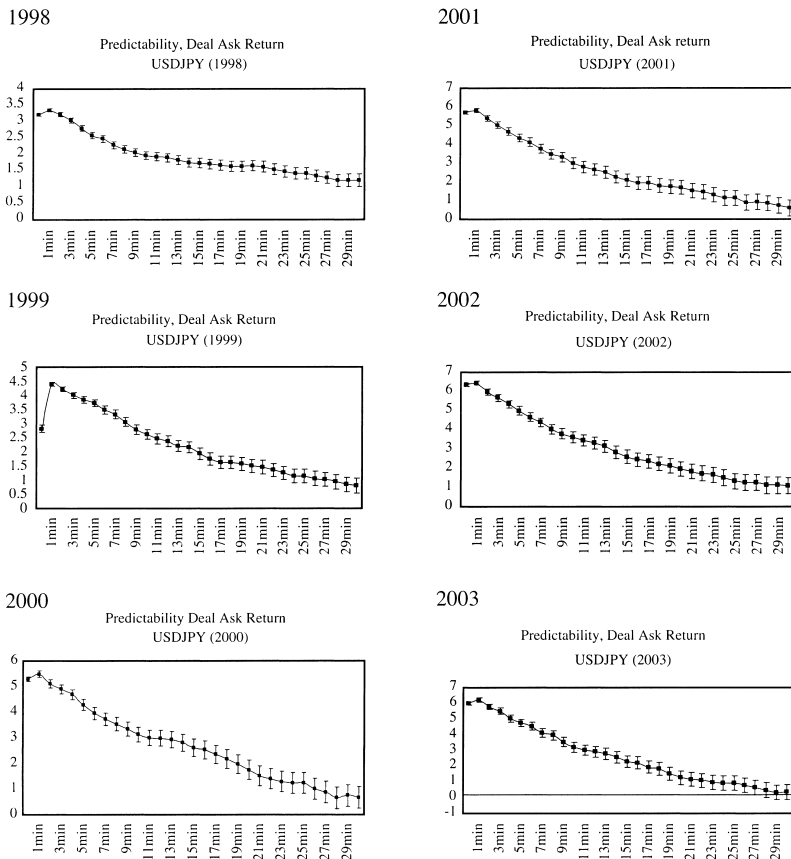 1998
Predictability, Deal Ask Return
USDJPY (1998)
4
3.5
3
2.5
2
1.5
1
0.5
0
1min
3min
5min
7min
9min
11min
13min
15min
17min
19min
21min
23min
25min
27min
29min
1999
Predictability, Deal Ask Return
USDJPY (1999)
5
4.5
4
3.5
3
2.5
2
1.5
1
0.5
0
1min
3min
5min
7min
9min
11min
13min
15min
17min
19min
21min
23min
25min
27min
29min
2000
Predictability Deal Ask Return
USDJPY (2000)
6
5
4
3
2
1
0
1min
3min
5min
7min
9min
11min
13min
15min
17min
19min
21min
23min
25min
27min
29min
2001
Predictability, Deal Ask return
USDJPY (2001)
7
6
5
4
3
2
1
0
1min
3min
5min
7min
9min
11min
13min
15min
17min
19min
21min
23min
25min
27min
29min
2002
Predictability, Deal Ask Return
USDJPY (2002)
7
6
5
4
3
2
1
0
1min
3min
5min
7min
9min
11min
13min
15min
17min
19min
21min
23min
25min
27min
29min
2003
Predictability, Deal Ask Return
USDJPY (2003)
7
6
5
4
3
2
1
0
-1
1min
3min
5min
7min
9min
11min
13min
15min
17min
19min
21min
23min
25min
27min
29min